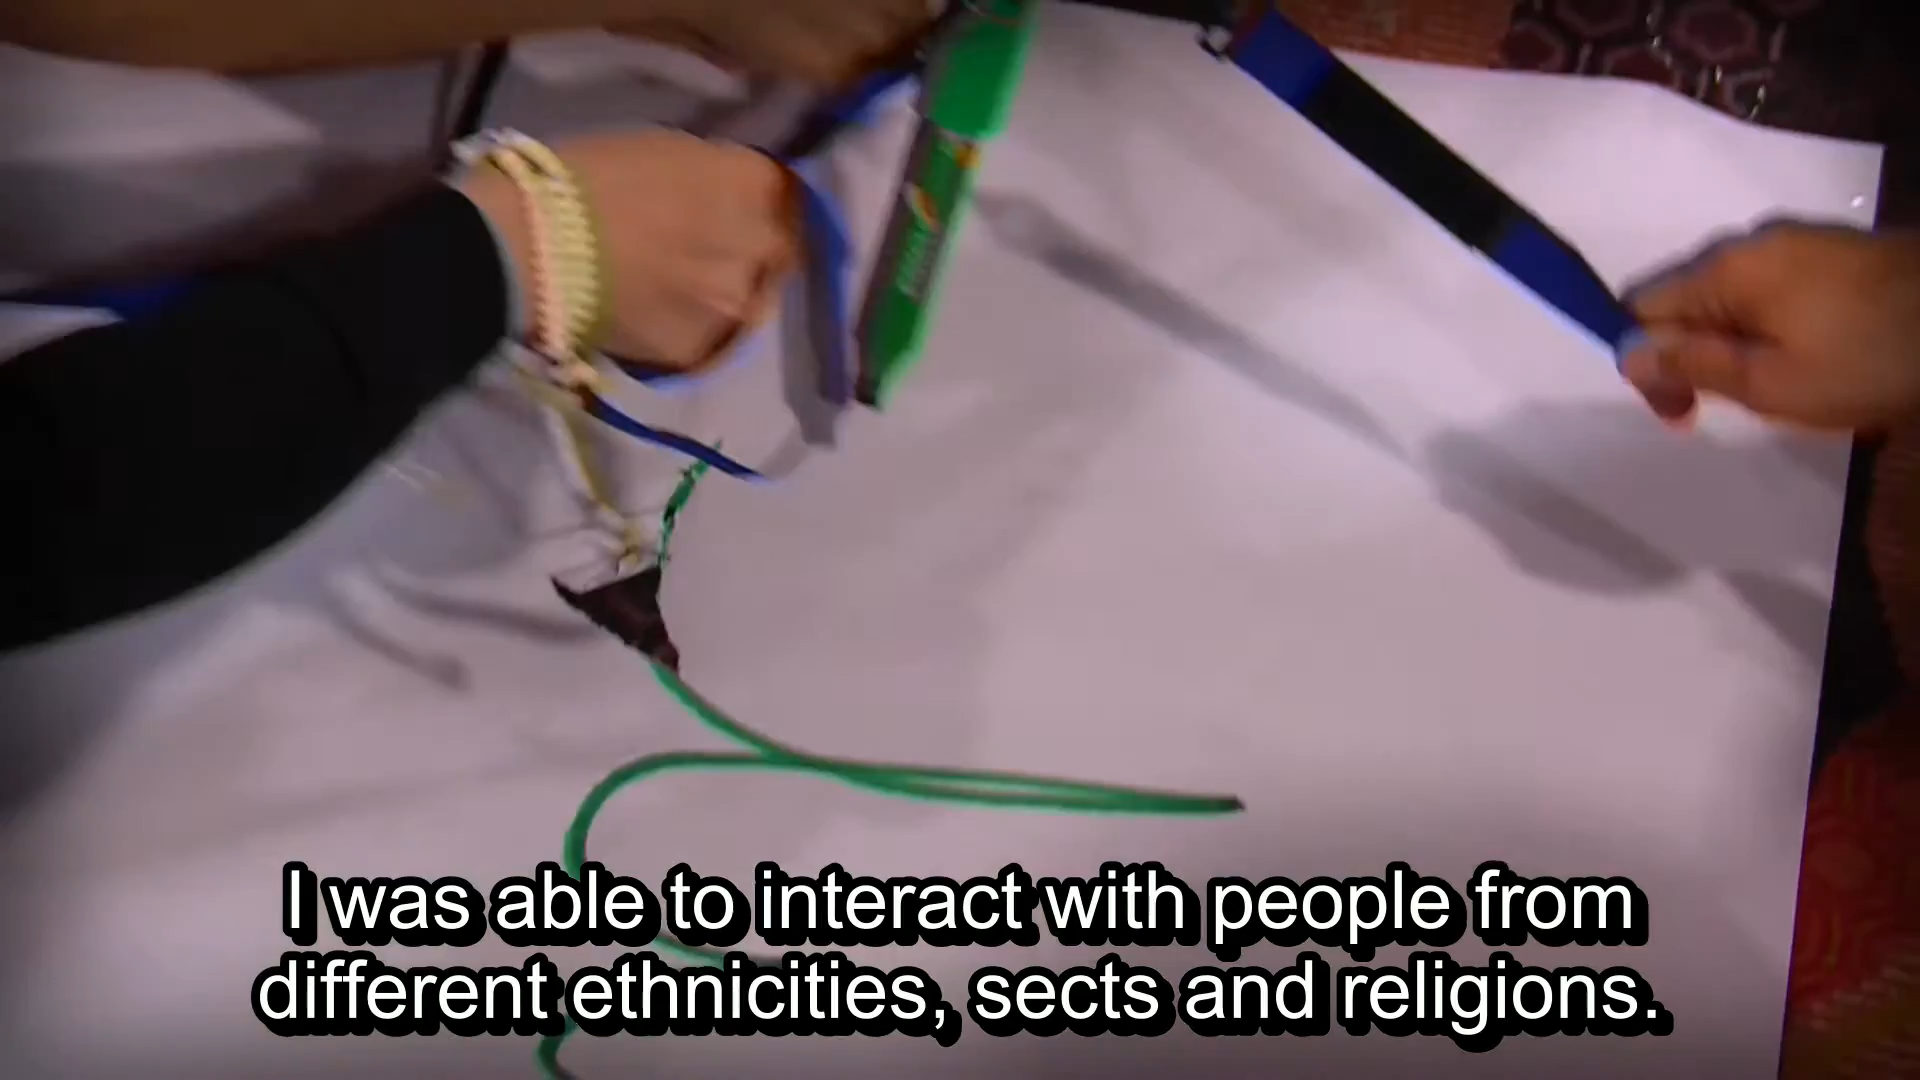 I was able to interact with people from
different ethnicities, sects and religions.